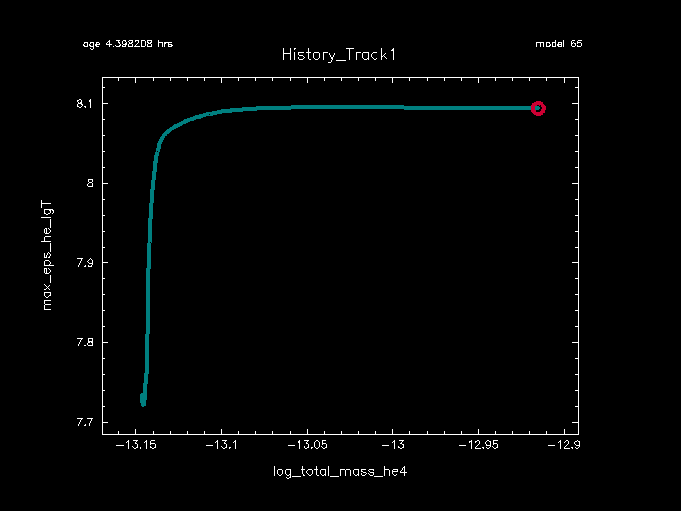 age 4.398208 hrs
model 65
History_Track1
8.1
8
7.9
7.8
7.7
max_eps_he_lgT
-13.15
-13.1
-13.05
-13
-12.95
-12.9
log_total_mass_he4